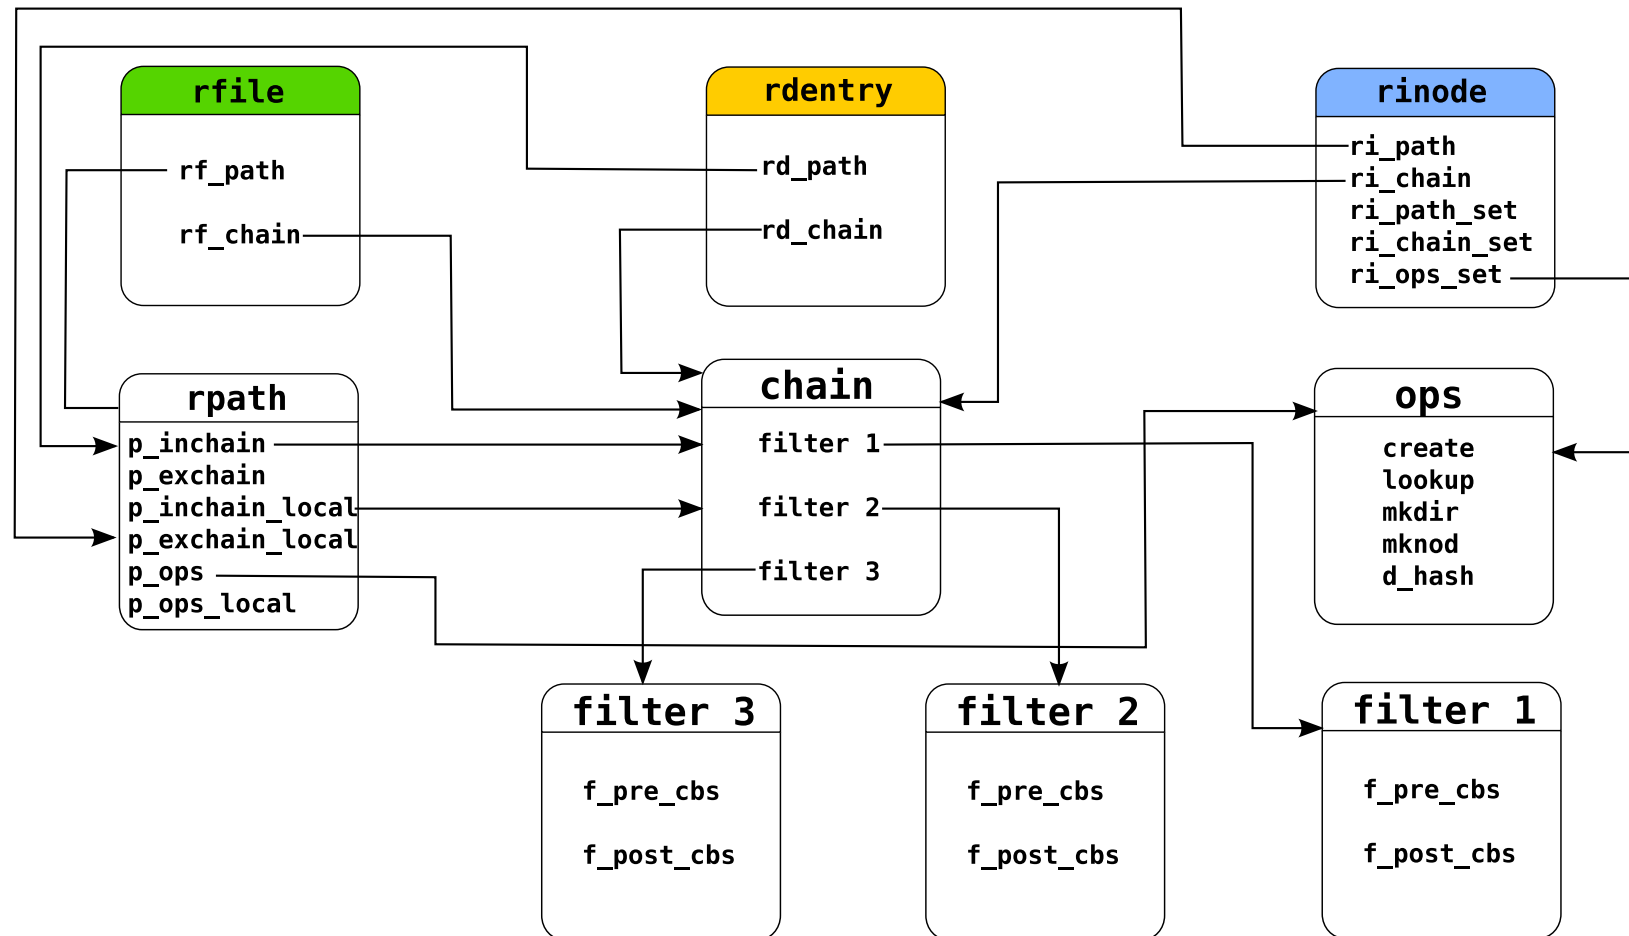 rfile
rf_path
rf_chain
rdentry
rd_path
rd_chain
rinode
ri_path
ri_chain
ri_path_set
ri_chain_set
ri_ops_set
rpath
p_inchain
p_exchain
p_inchain_local
p_exchain_local
p_ops
p_ops_local
chain
filter 1
filter 2
filter 3
ops
create
lookup
mkdir
mknod
d_hash
filter 3
f_pre_cbs
f_post_cbs
filter 2
f_pre_cbs
f_post_cbs
filter 1
f_pre_cbs
f_post_cbs